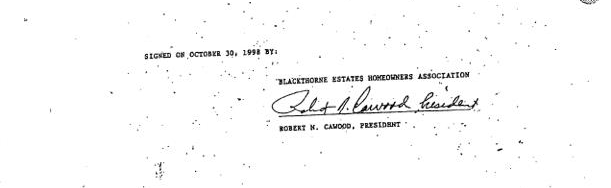 SIGNED ON OCTOBER 30, 1998 BY:
BLACKTHORNE ESTATES HOMEOWNERS ASSOCIATION
Robert N. Cawood President
ROBERT N. CAWOOD, PRESIDENT